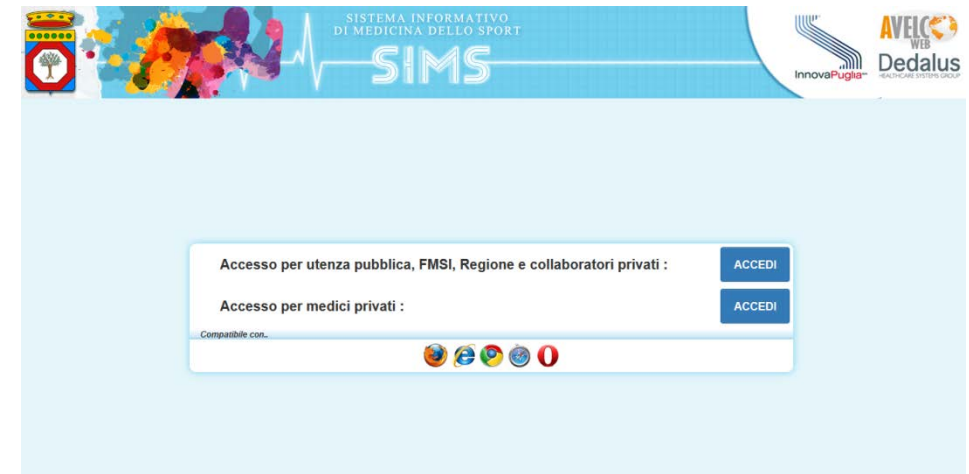 SISTEMA INFORMATIVO
DI MEDICINA DELLO SPORT
SIMS
InnovaPuglia
AVELCO
WEB
Dedalus
HEALTHCARE SYSTEMS GROUP
Accesso per utenza pubblica, FMSI, Regione e collaboratori privati :
ACCEDI
Accesso per medici privati :
ACCEDI
Compatibile con..